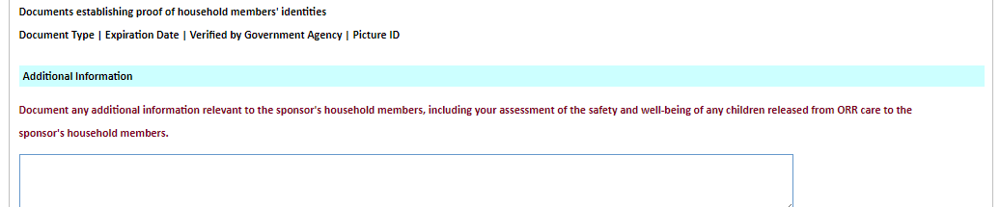 Documents establishing proof of household members' identities
Document Type | Expiration Date | Verified by Government Agency | Picture ID
Additional Information
Document any additional information relevant to the sponsor's household members, including your assessment of the safety and well-being of any children released from ORR care to the
sponsor's household members.